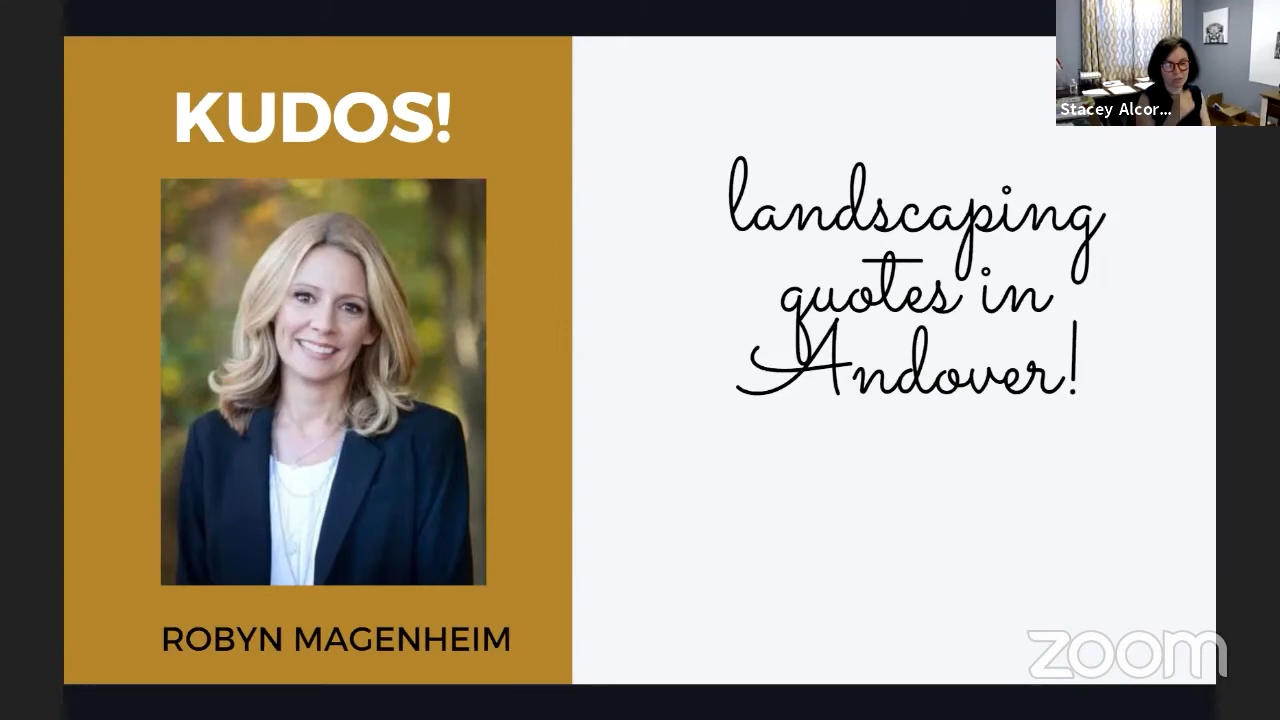 KUDOS!
Stacey Alcor...
landscaping
quotes in
Andover!
ROBYN MAGENHEIM
zoom